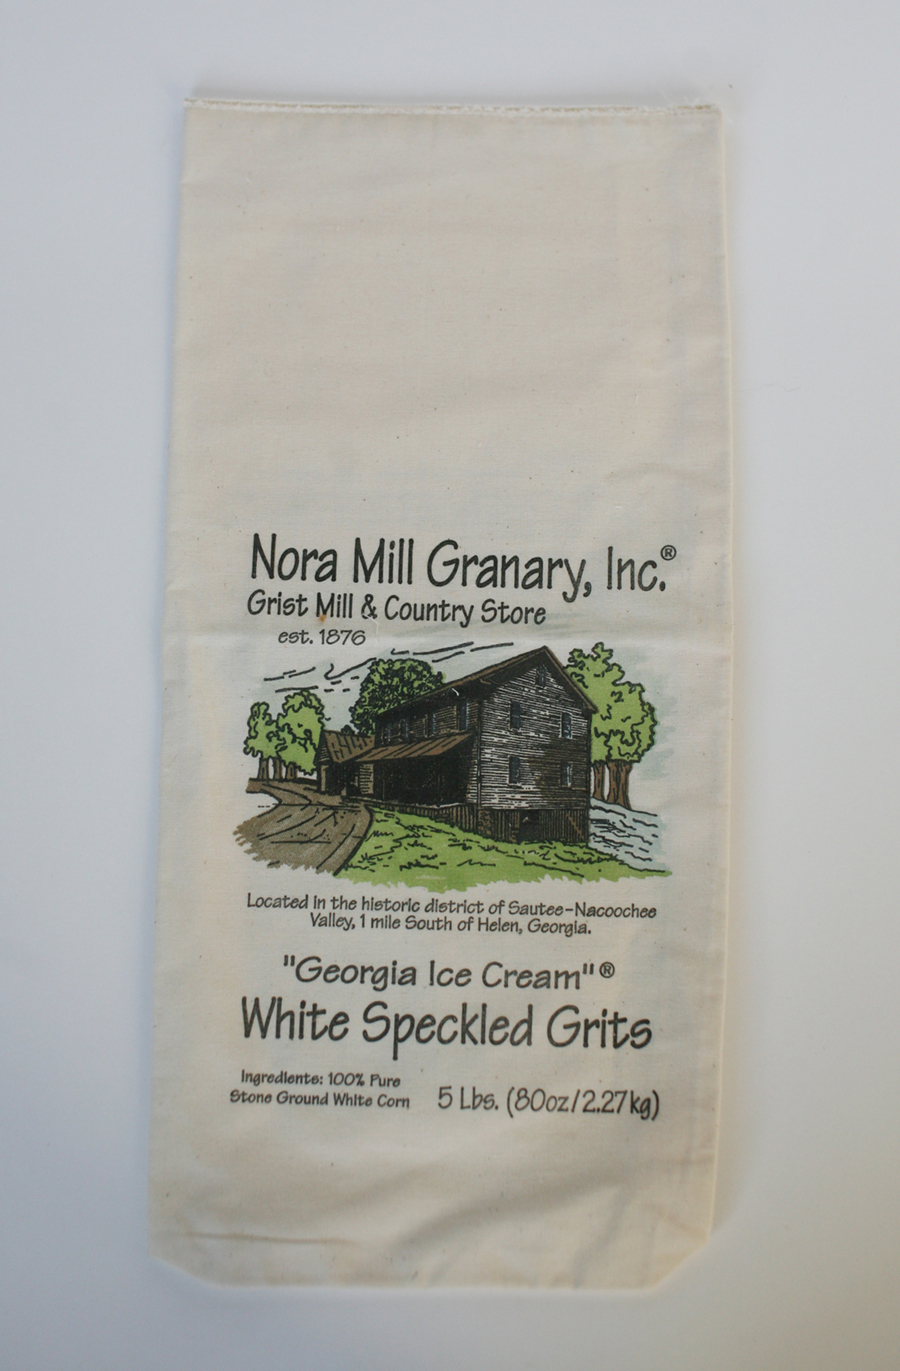 Nora Mill Granary, Inc.®
Grist Mill & Country Store
est. 1876
Located in the historic district of Sautee-Nacoochee
Valley, 1 mile South of Helen, Georgia.
"Georgia Ice Cream"®
White Speckled Grits
Ingredients: 100% Pure
Stone Ground White Corn
5 Lbs. (80oz/2.27kg)